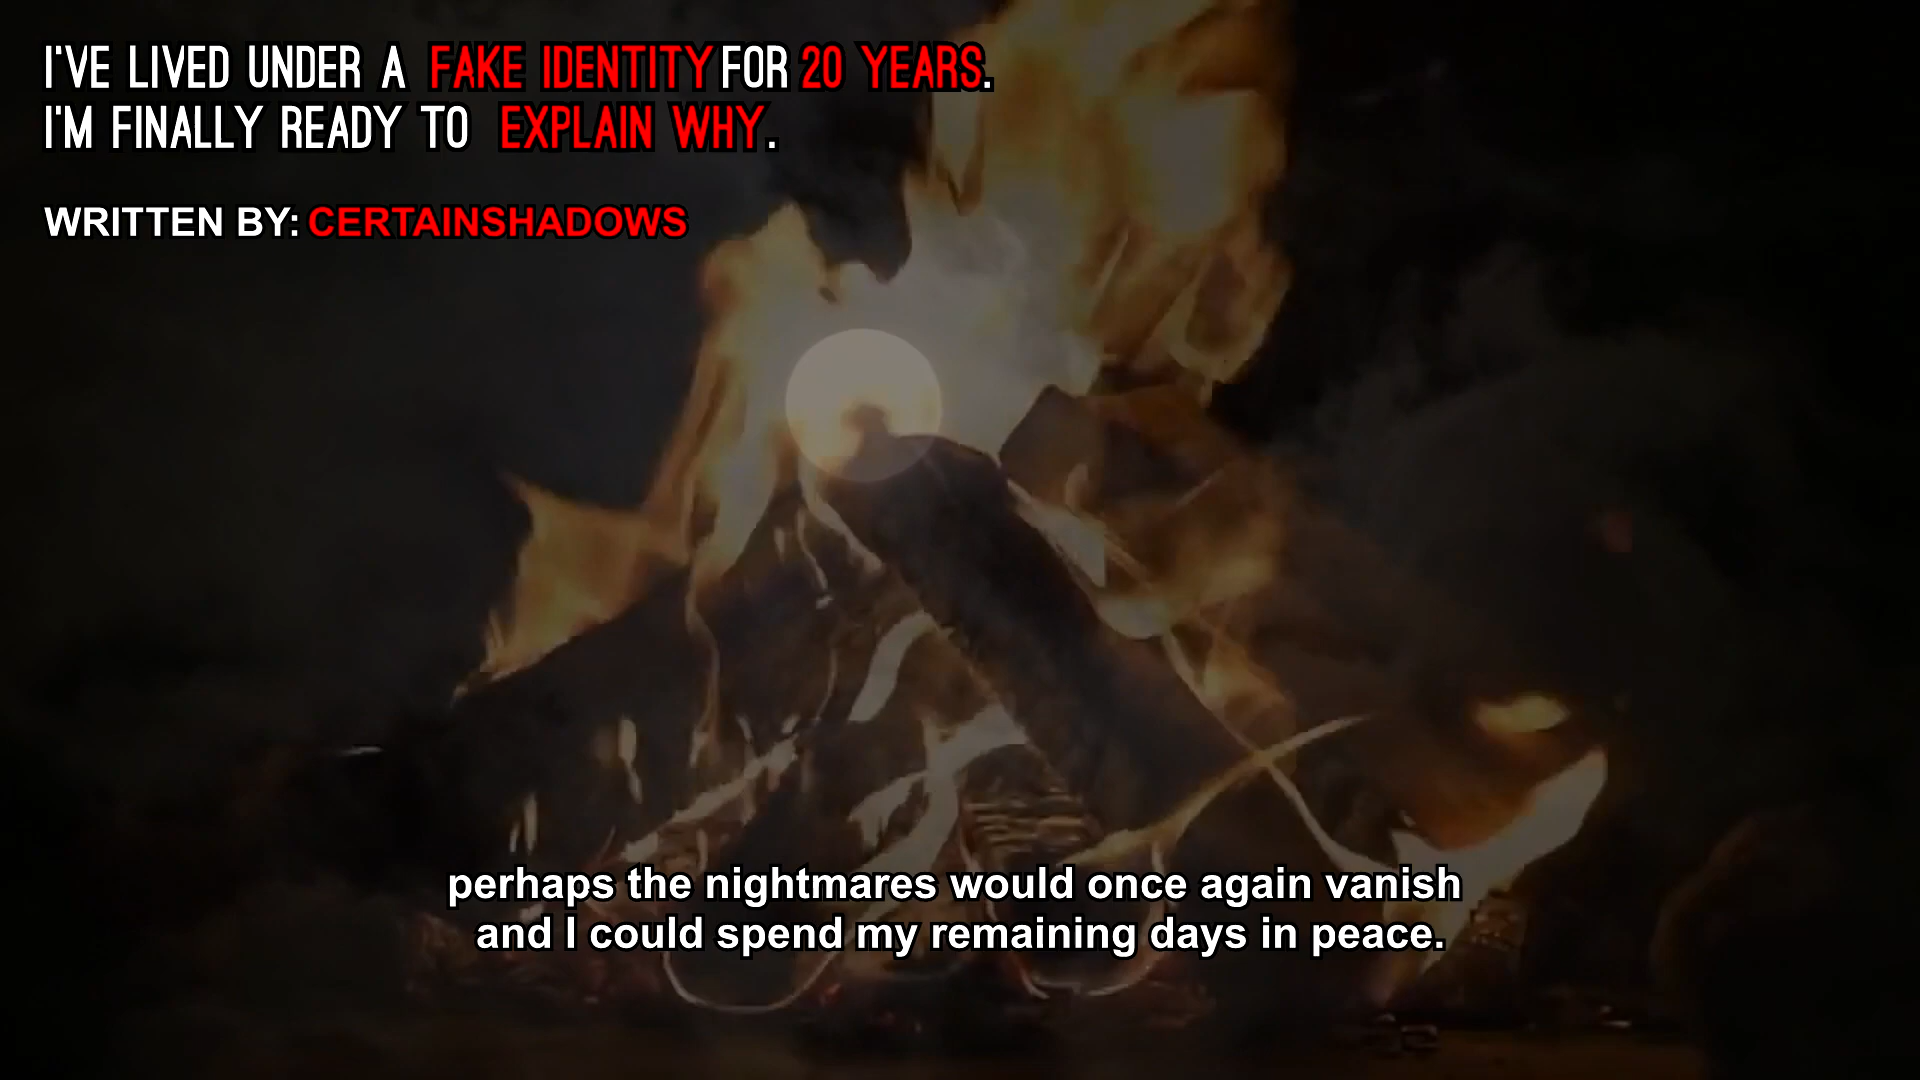 I'VE LIVED UNDER A FAKE IDENTITY FOR 20 YEARS.
I'M FINALLY READY TO EXPLAIN WHY.
WRITTEN BY: CERTAINSHADOWS
perhaps the nightmares would once again vanish
and I could spend my remaining days in peace.